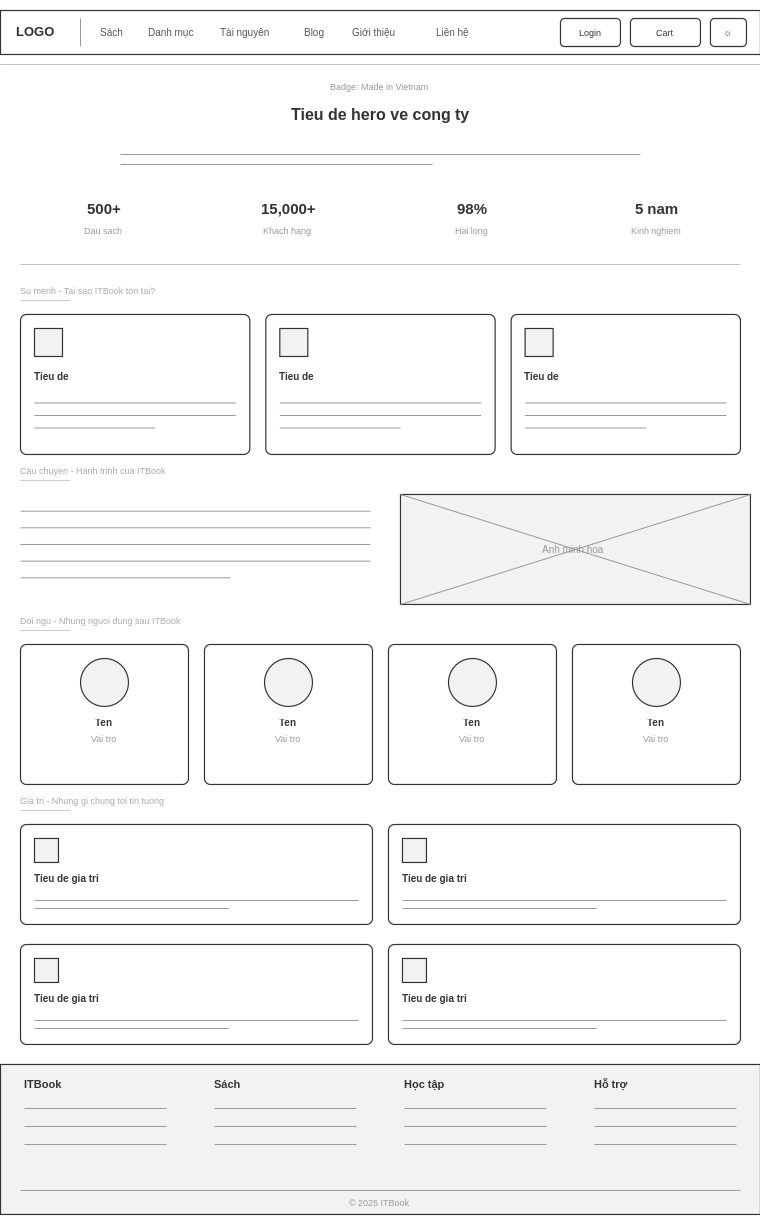 LOGO Sách Danh mục Tài nguyên Blog Giới thiệu Liên hệ Login Cart ☼
Badge: Made in Vietnam
Tieu de hero ve cong ty
500+ 15,000+ 98% 5 nam
Dau sach Khach hang Hai long Kinh nghiem
Su menh - Tai sao ITBook ton tai?
Tieu de Tieu de Tieu de
Cau chuyen - Hanh trinh cua ITBook
Anh minh hoa
Doi ngu - Nhung nguoi dung sau ITBook
Ten Ten Ten Ten
Vai tro Vai tro Vai tro Vai tro
Gia tri - Nhung gi chung toi tin tuong
Tieu de gia tri Tieu de gia tri
Tieu de gia tri Tieu de gia tri
ITBook Sách Học tập Hỗ trợ
© 2025 ITBook